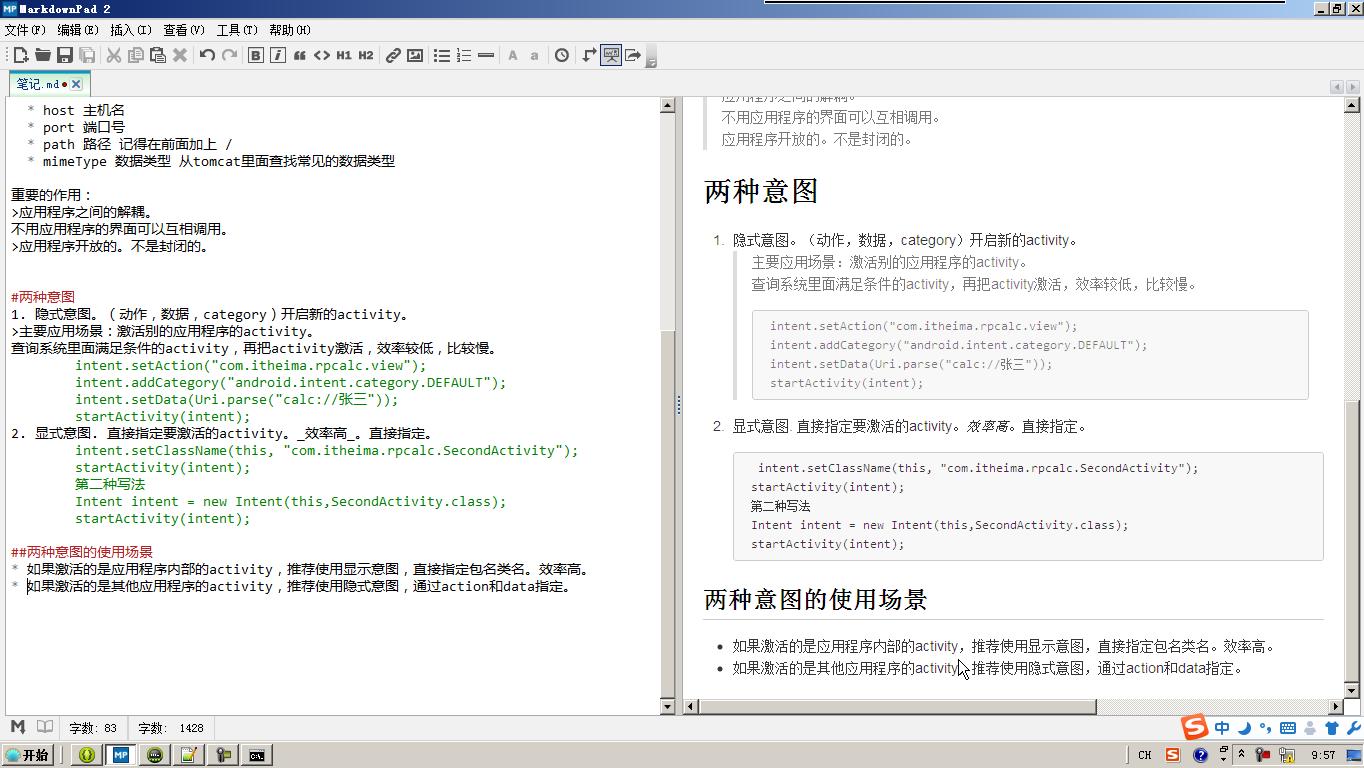 MarkdownPad 2
文件(F) 编辑(E) 插入(I) 查看(V) 工具(T) 帮助(H)
B i “ <> H1 H2 A a
笔记.md
* host 主机名
* port 端口号
* path 路径 记得在前面加上 /
* mimeType 数据类型 从tomcat里面查找常见的数据类型
重要的作用：
>应用程序之间的解耦。
不用应用程序的界面可以互相调用。
>应用程序开放的。不是封闭的。
#两种意图
1. 隐式意图。（动作，数据，category）开启新的activity。
>主要应用场景：激活别的应用程序的activity。
查询系统里面满足条件的activity，再把activity激活，效率较低，比较慢。
intent.setAction("com.itheima.rpcalc.view");
intent.addCategory("android.intent.category.DEFAULT");
intent.setData(Uri.parse("calc://张三"));
startActivity(intent);
2. 显式意图. 直接指定要激活的activity。_效率高_。直接指定。
intent.setClassName(this, "com.itheima.rpcalc.SecondActivity");
startActivity(intent);
第二种写法
Intent intent = new Intent(this,SecondActivity.class);
startActivity(intent);
##两种意图的使用场景
* 如果激活的是应用程序内部的activity，推荐使用显示意图，直接指定包名类名。效率高。
* 如果激活的是其他应用程序的activity，推荐使用隐式意图，通过action和data指定。
应用程序之间的解耦。
不用应用程序的界面可以互相调用。
应用程序开放的。不是封闭的。
两种意图
1. 隐式意图。（动作，数据，category）开启新的activity。
主要应用场景：激活别的应用程序的activity。
查询系统里面满足条件的activity，再把activity激活，效率较低，比较慢。
intent.setAction("com.itheima.rpcalc.view");
intent.addCategory("android.intent.category.DEFAULT");
intent.setData(Uri.parse("calc://张三"));
startActivity(intent);
2. 显式意图. 直接指定要激活的activity。效率高。直接指定。
intent.setClassName(this, "com.itheima.rpcalc.SecondActivity");
startActivity(intent);
第二种写法
Intent intent = new Intent(this,SecondActivity.class);
startActivity(intent);
两种意图的使用场景
• 如果激活的是应用程序内部的activity，推荐使用显示意图，直接指定包名类名。效率高。
• 如果激活的是其他应用程序的activity，推荐使用隐式意图，通过action和data指定。
字数: 83 字数: 1428
中
开始 MP CH 9:57